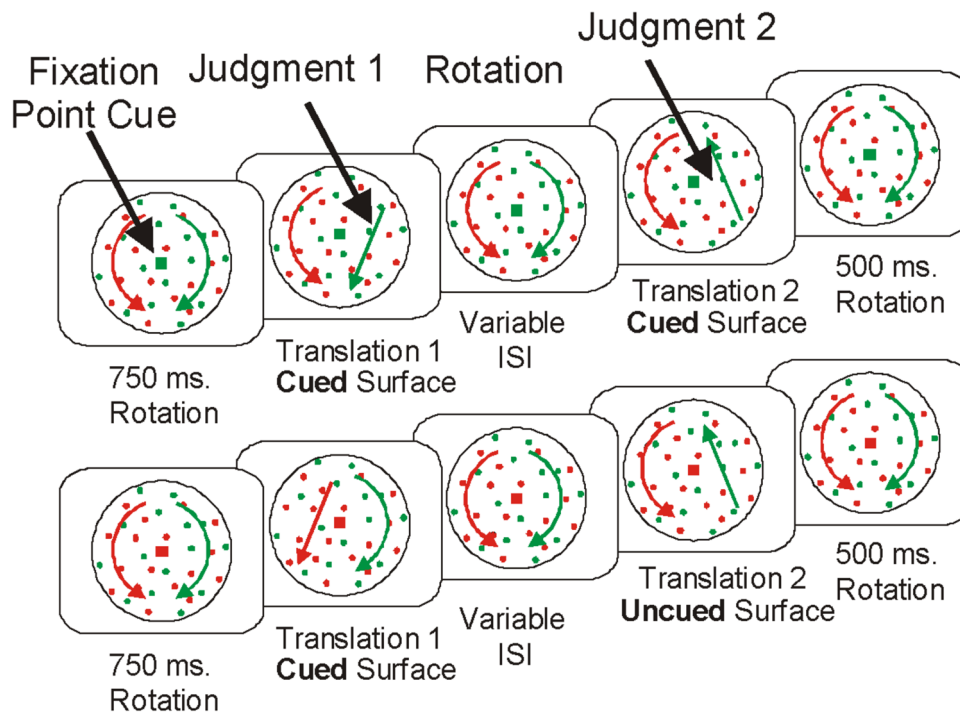 Fixation
Point Cue
Judgment 1
Rotation
Judgment 2
750 ms.
Rotation
Translation 1
Cued Surface
Variable
ISI
Translation 2
Cued Surface
500 ms.
Rotation
750 ms.
Rotation
Translation 1
Cued Surface
Variable
ISI
Translation 2
Uncued Surface
500 ms.
Rotation